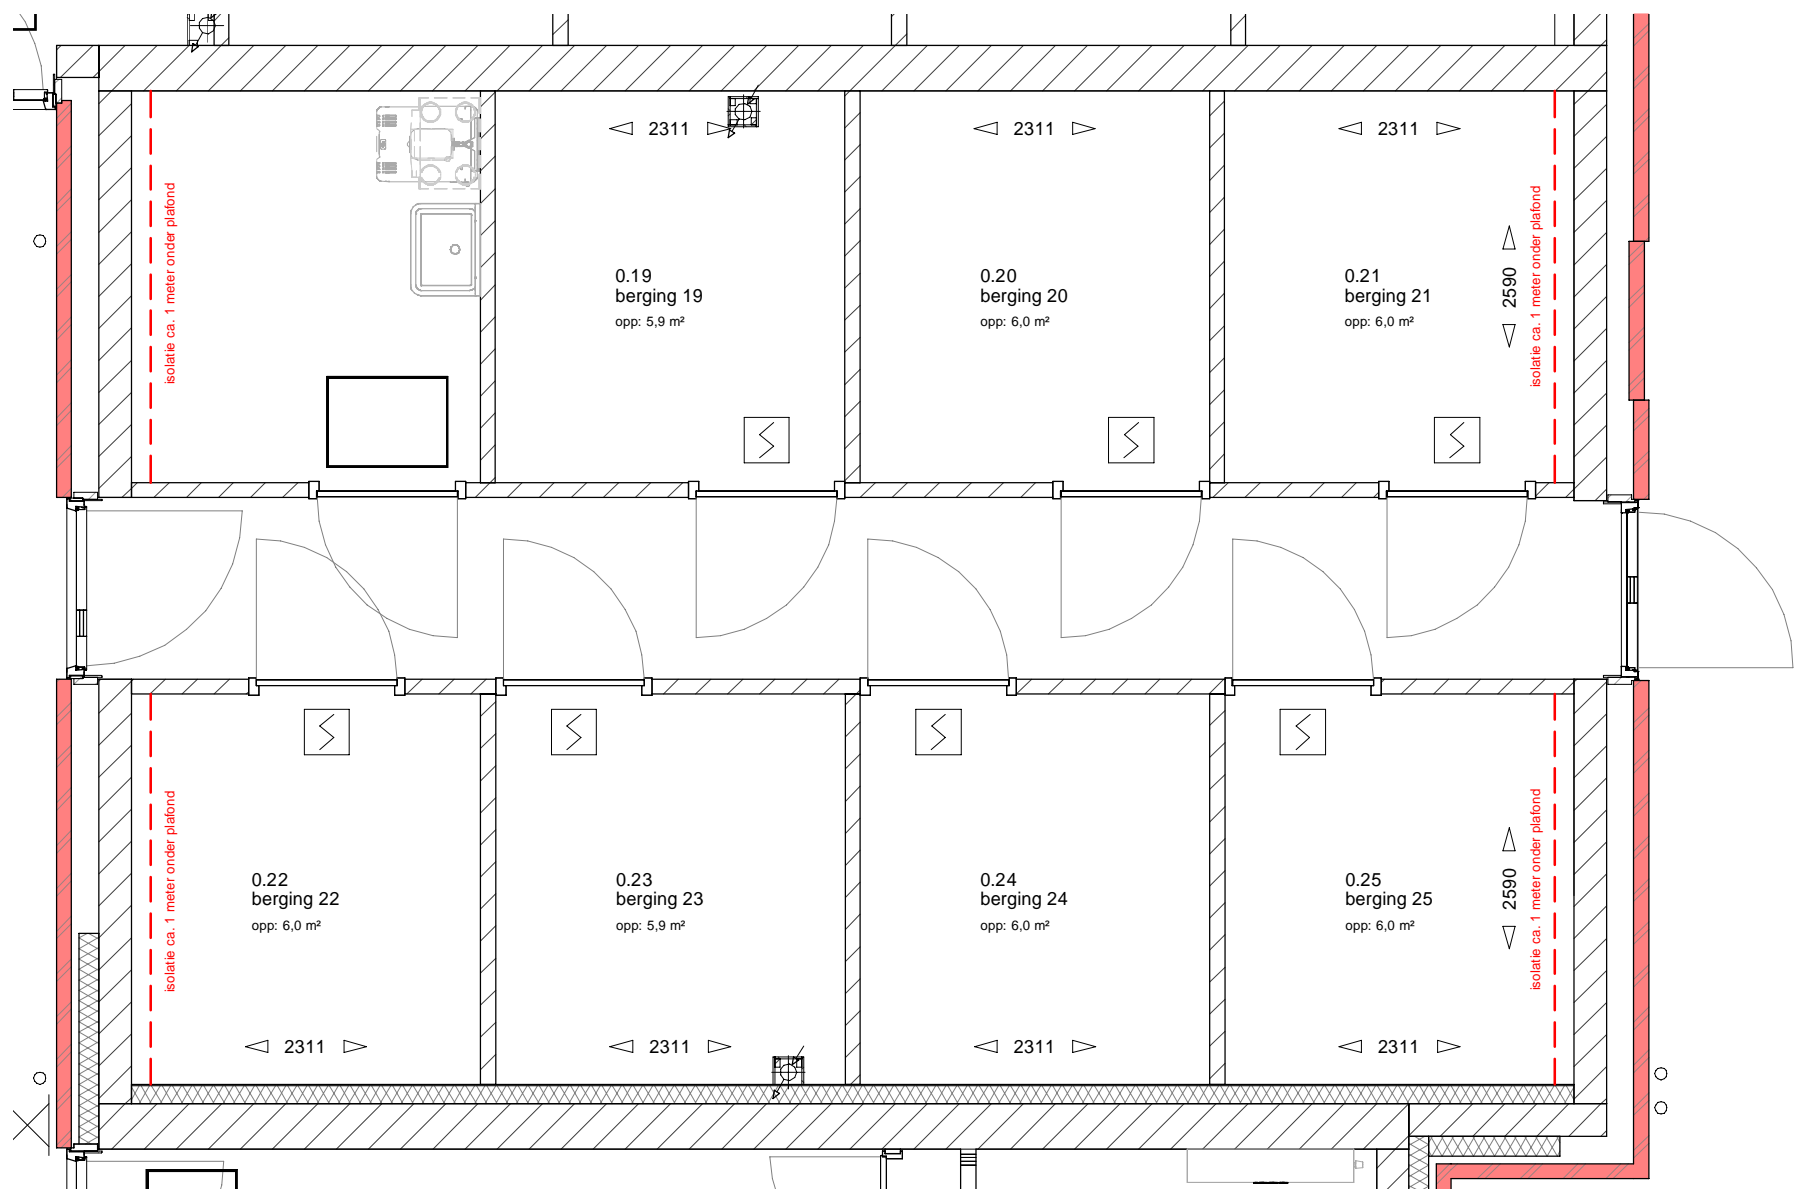 2311
2311
2311
isolatie ca. 1 meter onder plafond
0.19
berging 19
opp: 5,9 m²
0.20
berging 20
opp: 6,0 m²
0.21
berging 21
opp: 6,0 m²
2590
isolatie ca. 1 meter onder plafond
isolatie ca. 1 meter onder plafond
0.22
berging 22
opp: 6,0 m²
0.23
berging 23
opp: 5,9 m²
0.24
berging 24
opp: 6,0 m²
0.25
berging 25
opp: 6,0 m²
2590
isolatie ca. 1 meter onder plafond
2311
2311
2311
2311